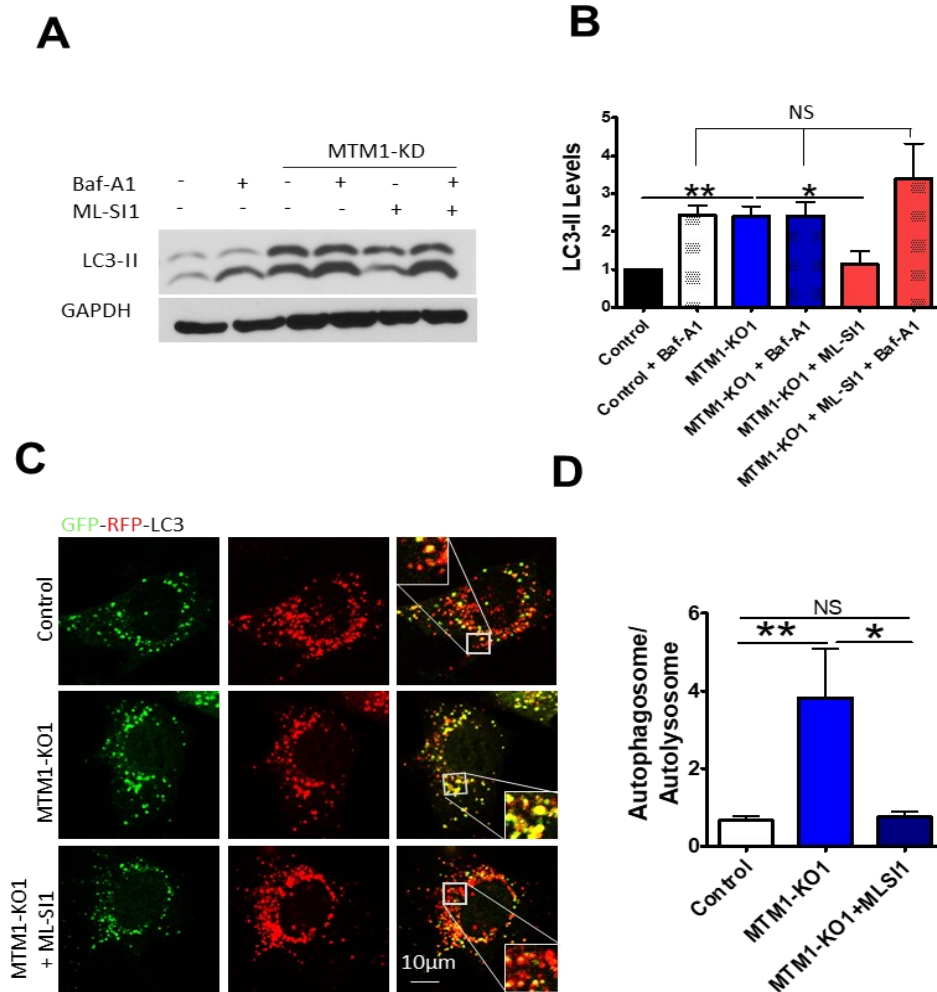 A
MTM1-KD
Baf-A1 - + - + - +
ML-SI1 - - - - + +
LC3-II
GAPDH
B
NS
** *
LC3-II Levels
5
4
3
2
1
0
Control
Control + Baf-A1
MTM1-KO1
MTM1-KO1 + Baf-A1
MTM1-KO1 + ML-SI1
MTM1-KO1 + ML-SI1 + Baf-A1
C
GFP-RFP-LC3
Control
MTM1-KO1
MTM1-KO1
+ ML-SI1
10μm
D
NS
** *
Autophagosome/
Autolysosome
6
4
2
0
Control
MTM1-KO1
MTM1-KO1+MLSI1